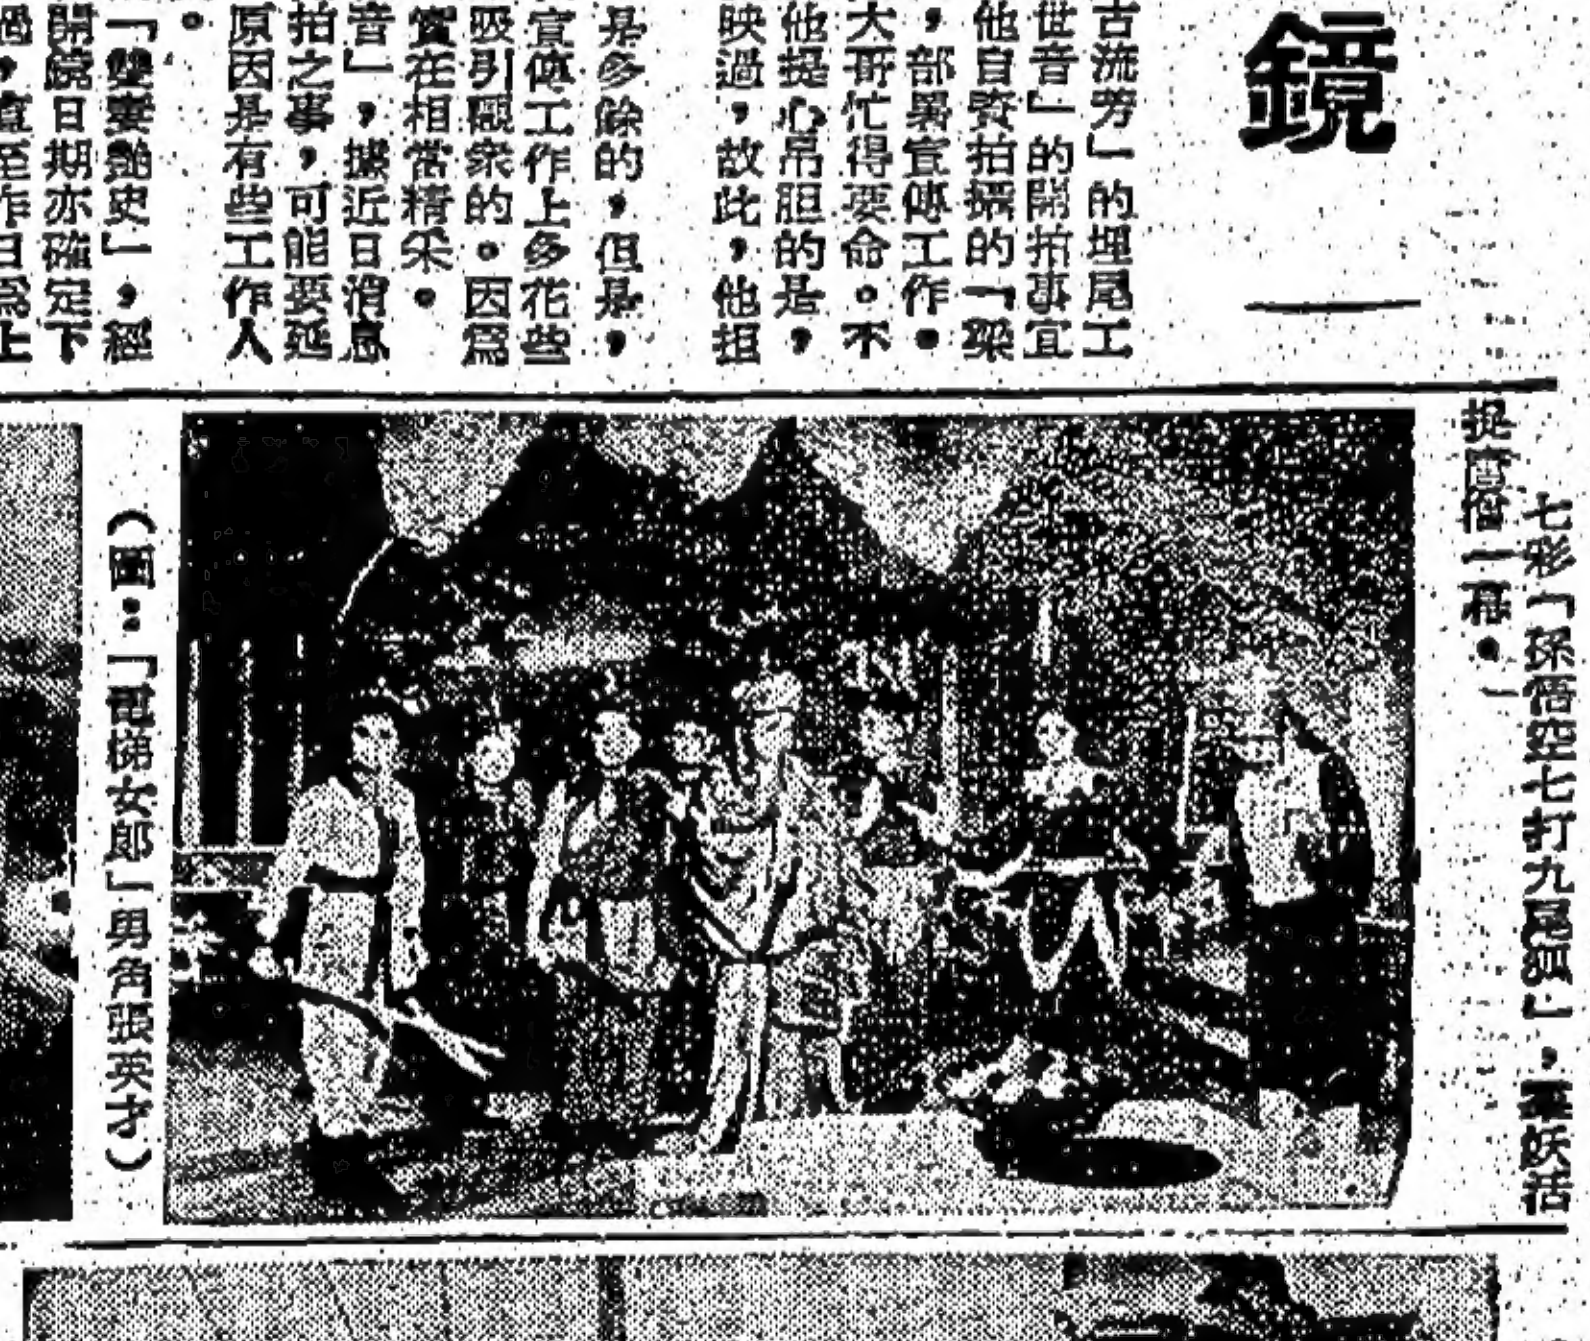 鏡
古流芳」的埋尾工
世音」的開拍事宜
他自資拍攝的「梁
，部署宣傳工作。
大哥忙得要命。不
他提心吊胆的是，
映過，故此，他担
是多餘的，但是，
宣傳工作上多花些
吸引觀衆的。因爲
實在相當精采。
音」，據近日消息
拍之事，可能要延
原因是有些工作人
。
「雙妻艷史」，經
開鏡日期亦確定下
過，直至昨日爲上
七彩「孫悟空七打九尾狐」，羣妖活
捉唐僧一幕。
（圖：「電梯女郎」男角張英才）